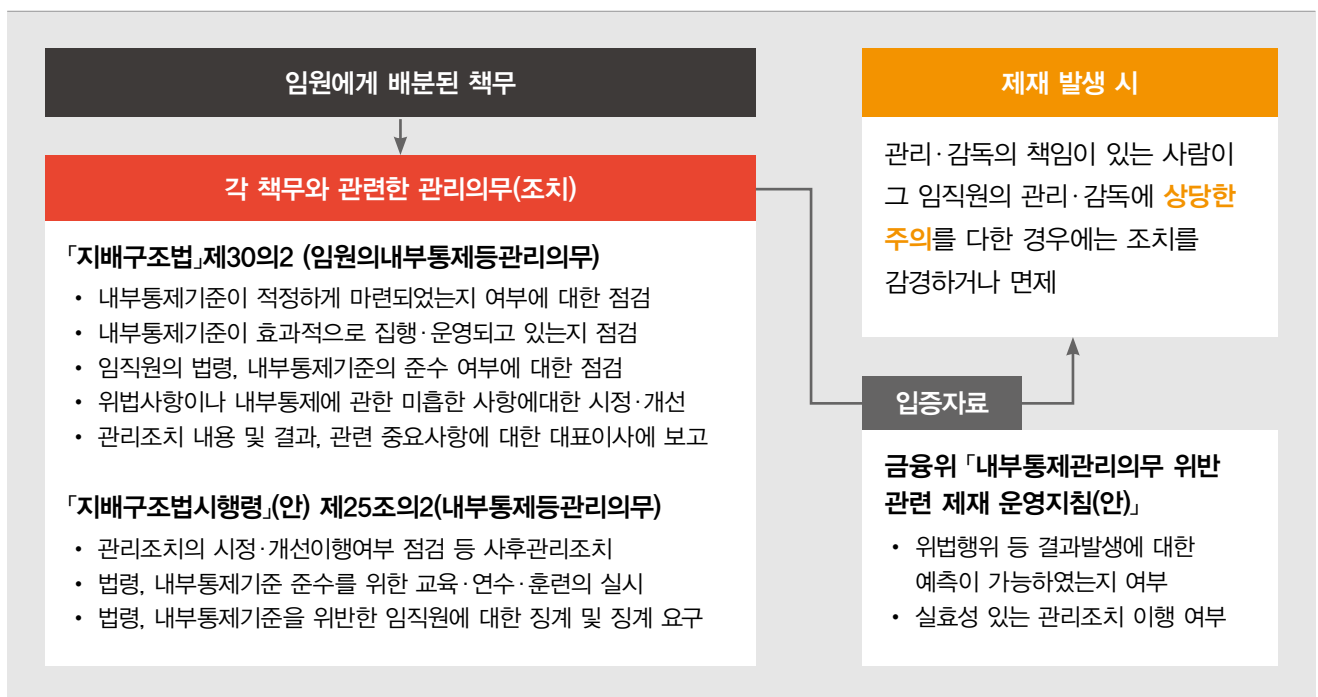 임원에게 배분된 책무
각 책무와 관련한 관리의무(조치)
「지배구조법」제30의2 (임원의내부통제등관리의무)
• 내부통제기준이 적정하게 마련되었는지 여부에 대한 점검
• 내부통제기준이 효과적으로 집행·운영되고 있는지 점검
• 임직원의 법령, 내부통제기준의 준수 여부에 대한 점검
• 위법사항이나 내부통제에 관한 미흡한 사항에대한 시정·개선
• 관리조치 내용 및 결과, 관련 중요사항에 대한 대표이사에 보고
「지배구조법시행령」(안) 제25조의2(내부통제등관리의무)
• 관리조치의 시정·개선이행여부 점검 등 사후관리조치
• 법령, 내부통제기준 준수를 위한 교육·연수·훈련의 실시
• 법령, 내부통제기준을 위반한 임직원에 대한 징계 및 징계 요구
제재 발생 시
관리·감독의 책임이 있는 사람이
그 임직원의 관리·감독에 상당한
주의를 다한 경우에는 조치를
감경하거나 면제
입증자료
금융위 「내부통제관리의무 위반
관련 제재 운영지침(안)」
• 위법행위 등 결과발생에 대한
예측이 가능하였는지 여부
• 실효성 있는 관리조치 이행 여부